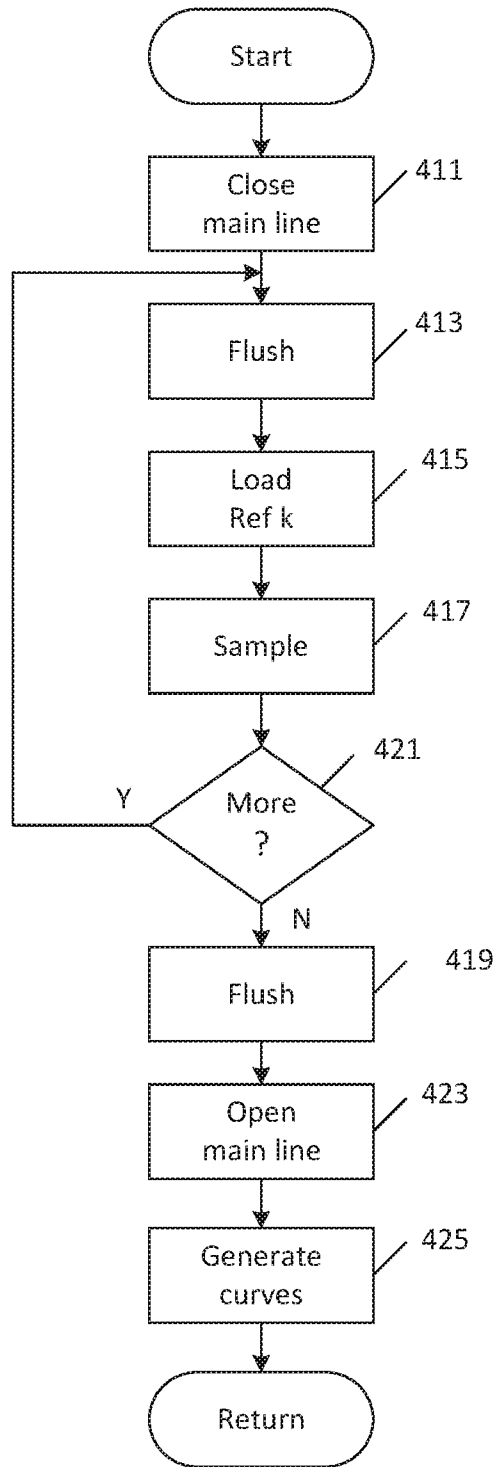 Start
Close
main line
411
Flush
413
Load
Ref k
415
Sample
417
More
?
421
Y
N
Flush
419
Open
main line
423
Generate
curves
425
Return